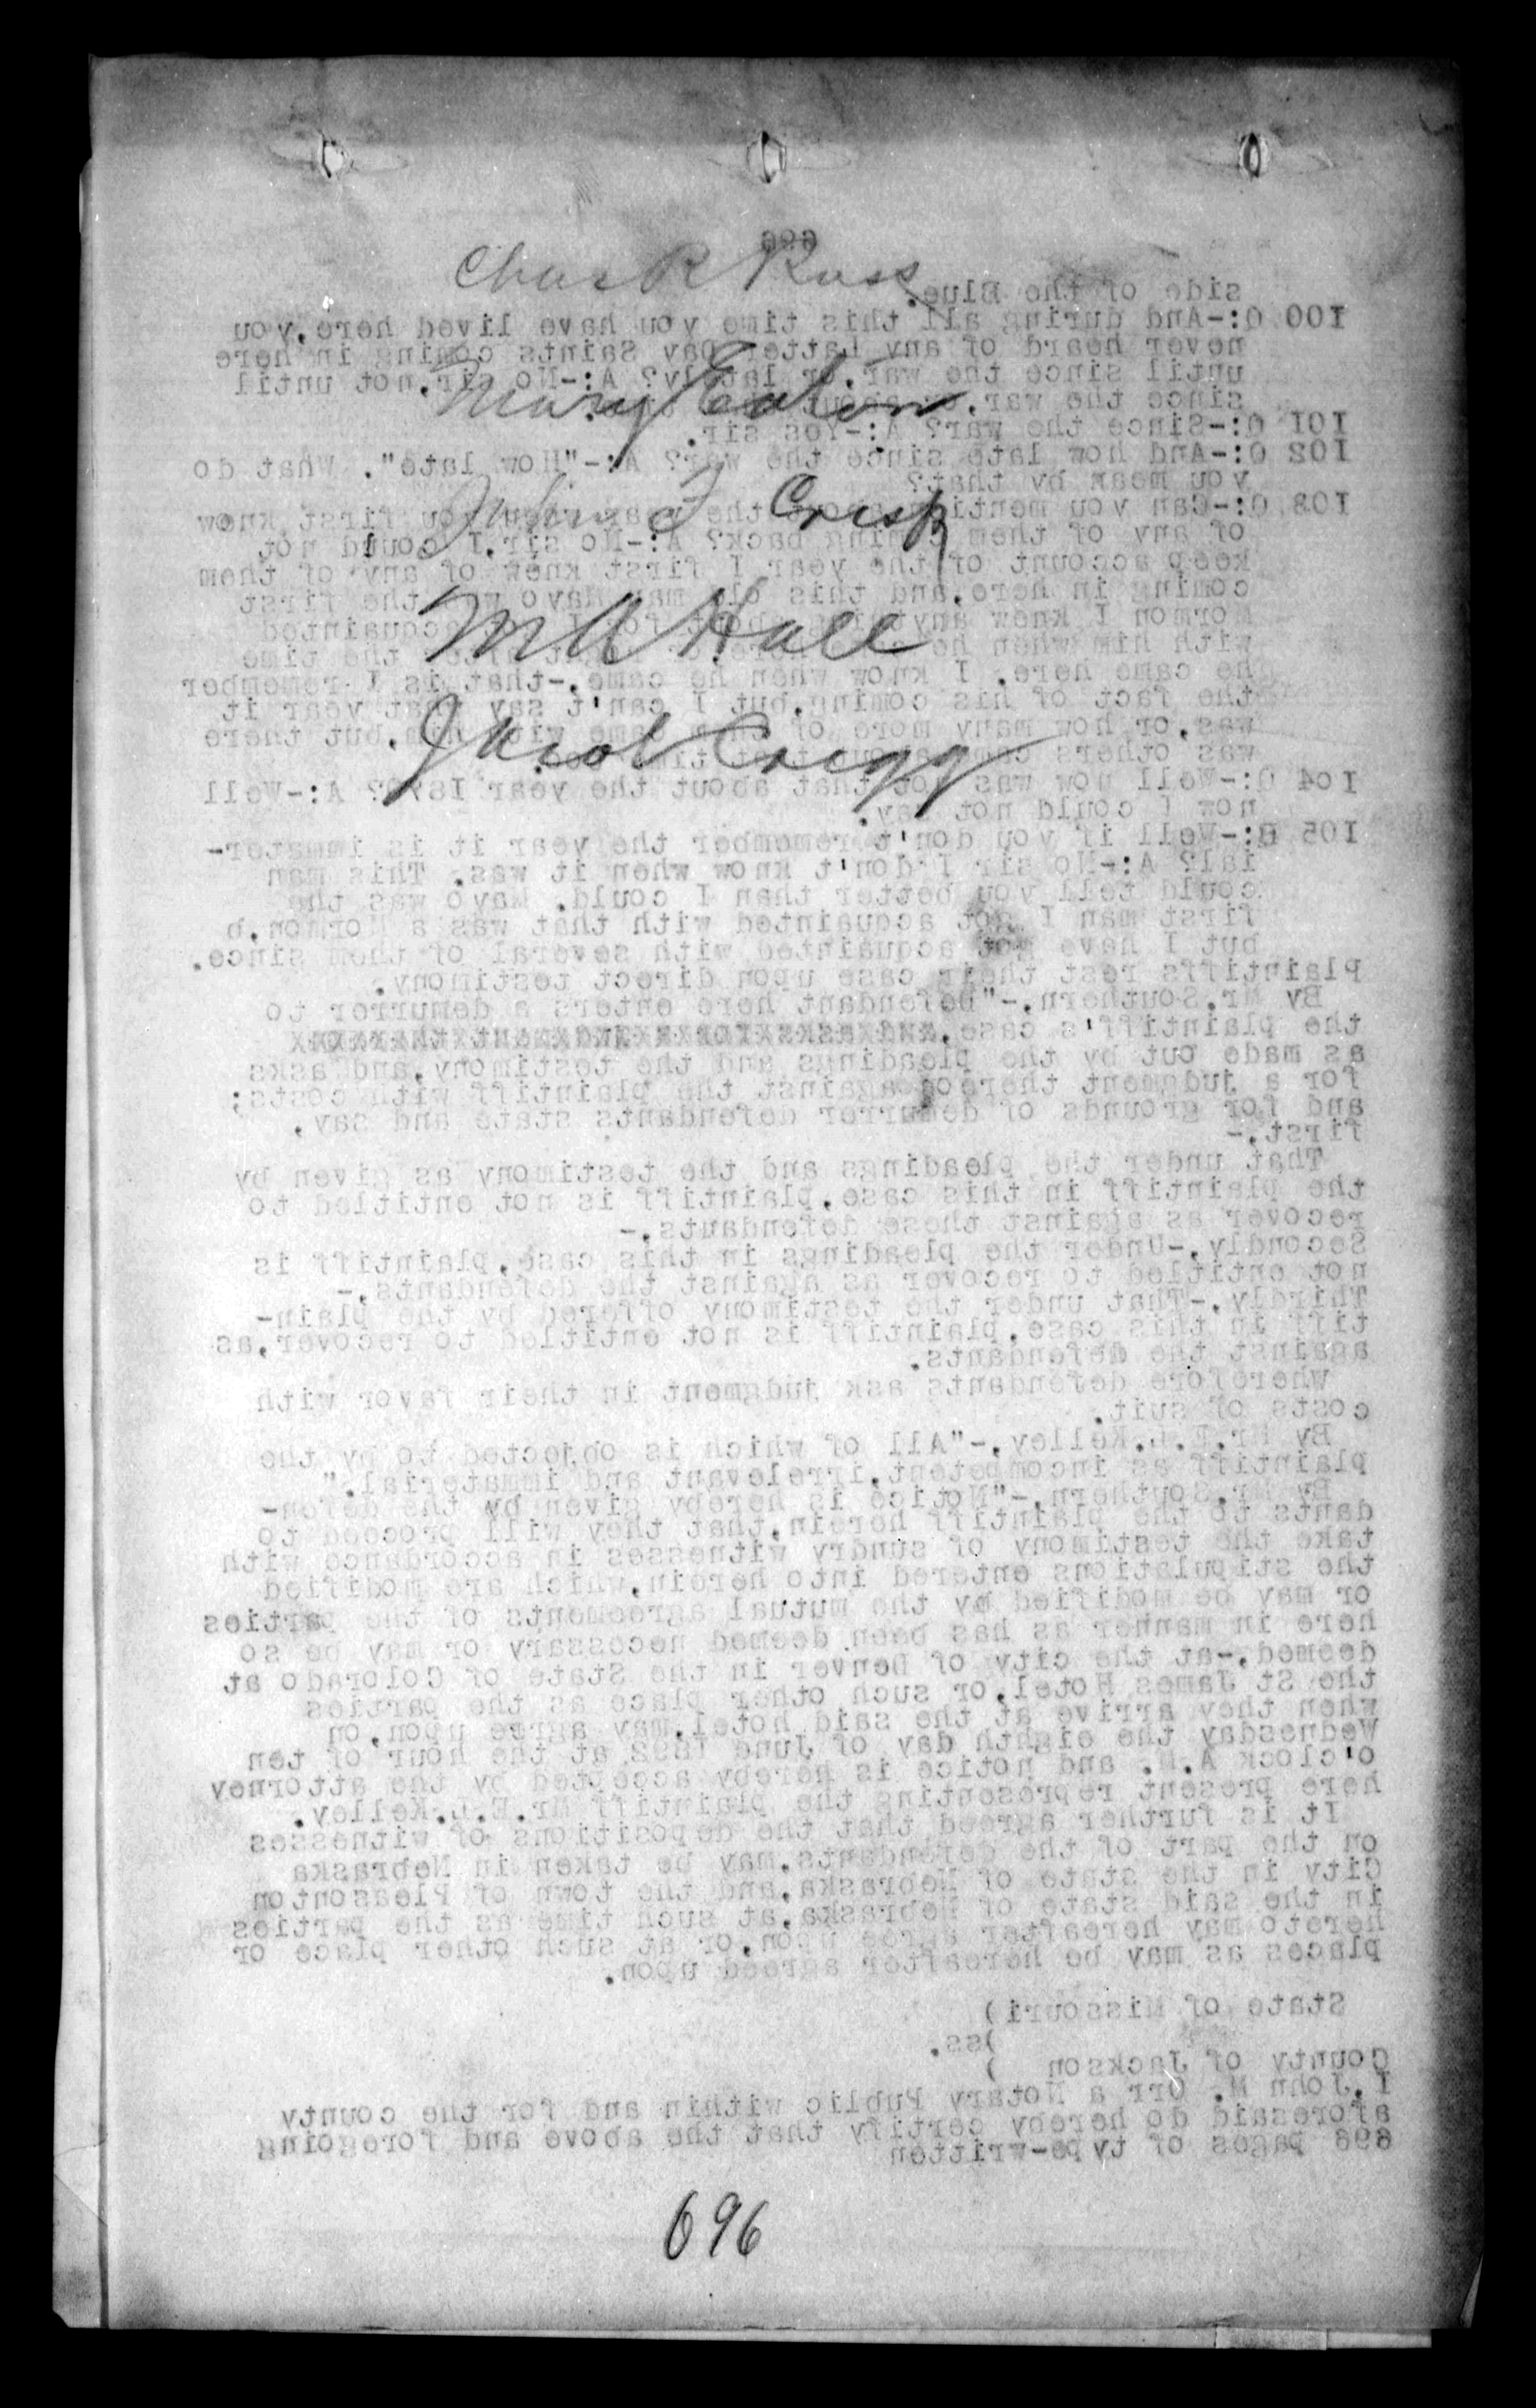 696
Chas R Ross
side of the Blue.
100 Q:-And during all this time you have lived here,you
never heard of any Latter Day Saints coming in here
until since the war,or lately? A:-No sir,not until
Mary Eaton
since the war,or about
101 Q:-Since the war? A:-Yes sir.
102 Q:-And how late since the war? A:-"How late". What do
you mean by that?
John T Crisp
103 Q:-Can you mention about the year you first knew
of any of them coming back? A:-No sir,I could not
keep account of the year I first knew of any of them
coming in here,and this old man Mayo was the first
M A Hall
Mormon I knew anything about for I got acquainted
with him when he came here,or right after the time
he came here. I know when he came,-that is I remember
the fact of his coming,but I can't say what year it
Jacob Gregg
was,or how many more of them came with him,but there
was others came about that time too.
104 Q:-Well now was not that about the year 1870? A:-Well
now I could not say.
105 Q:-Well if you don't remember the year it is immater-
ial? A:-No sir I don't know when it was. This man
could tell you better than I could. Mayo was the
first man I got acquainted with that was a Mormon,b
but I have got acquainted with several of them since.
Plaintiffs rest their case upon direct testimony.
By Mr.Southern,-"Defendant here enters a demurrer to
the plaintiff's case,and asks for a judgment thereon
as made out by the pleadings and the testimony,and asks
for a judgment thereon against the plaintiff with costs;
and for grounds of demurrer defendants state and say,
first,-
That under the pleadings and the testimony as given by
the plaintiff in this case,plaintiff is not entitled to
recover as against these defendants,-
Secondly,-Under the pleadings in this case,plaintiff is
not entitled to recover as against the defendants,-
Thirdly,-That under the testimony offered by the plain-
tiff in this case,plaintiff is not entitled to recover,as
against the defendants.
Wherefore defendants ask judgment in their favor with
costs of suit.
By Mr.E.L.Kelley,-"All of which is objected to by the
plaintiff as incompetent,irrelevant and immaterial."
By Mr.Southern,-"Notice is hereby given by the defen-
dants to the plaintiff herein,that they will proceed to
take the testimony of sundry witnesses in accordance with
the stipulations entered into herein,which are modified
or may be modified by the mutual agreements of the parties
here in manner as has been deemed necessary or may be so
deemed,-at the city of Denver in the State of Colorado at
the St James Hotel,or such other place as the parties
when they arrive at the said hotel,may agree upon,on
Wednesday the eighth day of June 1892 at the hour of ten
o'clock A.M. and notice is hereby accepted by the attorney
here present representing the plaintiff Mr.E.L.Kelley.
It is further agreed that the depositions of witnesses
on the part of the defendants,may be taken in Nebraska
City in the state of Nebraska,and the town of Pleasonton
in the said state of Nebraska,at such time as the parties
hereto may hereafter agree upon,or at such other place or
places as may be hereafter agreed upon.
State of Missouri)
)ss.
County of Jackson )
I,John M. Orr a Notary Public within and for the county
aforesaid do hereby certify that the above and foregoing
696 pages of type-written
696